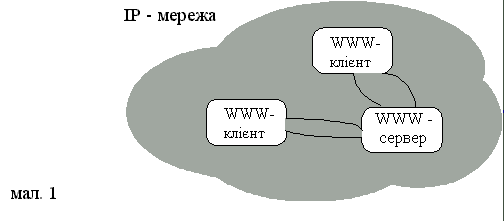 IP - мережа
WWW-
клієнт
WWW-
клієнт
WWW -
сервер
мал. 1